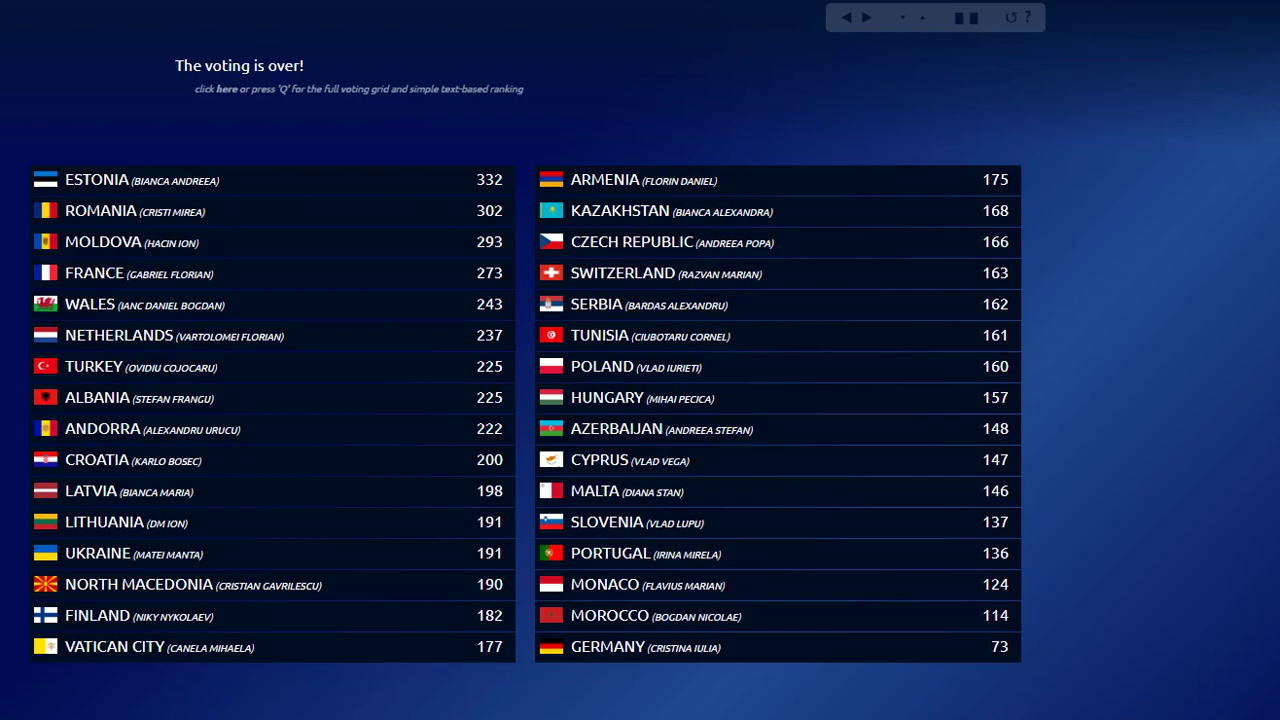 The voting is over!
click here or press 'Q' for the full voting grid and simple text-based ranking
ESTONIA (BIANCA ANDREEA) 332
ROMANIA (CRISTI MIREA) 302
MOLDOVA (HACIN ION) 293
FRANCE (GABRIEL FLORIAN) 273
WALES (IANC DANIEL BOGDAN) 243
NETHERLANDS (VARTOLOMEI FLORIAN) 237
TURKEY (OVIDIU COJOCARU) 225
ALBANIA (STEFAN FRANGU) 225
ANDORRA (ALEXANDRU URUCU) 222
CROATIA (KARLO BOSEC) 200
LATVIA (BIANCA MARIA) 198
LITHUANIA (DM ION) 191
UKRAINE (MATEI MANTA) 191
NORTH MACEDONIA (CRISTIAN GAVRILESCU) 190
FINLAND (NIKY NYKOLAEV) 182
VATICAN CITY (CANELA MIHAELA) 177
ARMENIA (FLORIN DANIEL) 175
KAZAKHSTAN (BIANCA ALEXANDRA) 168
CZECH REPUBLIC (ANDREEA POPA) 166
SWITZERLAND (RAZVAN MARIAN) 163
SERBIA (BARDAS ALEXANDRU) 162
TUNISIA (CIUBOTARU CORNEL) 161
POLAND (VLAD IURIETI) 160
HUNGARY (MIHAI PECICA) 157
AZERBAIJAN (ANDREEA STEFAN) 148
CYPRUS (VLAD VEGA) 147
MALTA (DIANA STAN) 146
SLOVENIA (VLAD LUPU) 137
PORTUGAL (IRINA MIRELA) 136
MONACO (FLAVIUS MARIAN) 124
MOROCCO (BOGDAN NICOLAE) 114
GERMANY (CRISTINA IULIA) 73